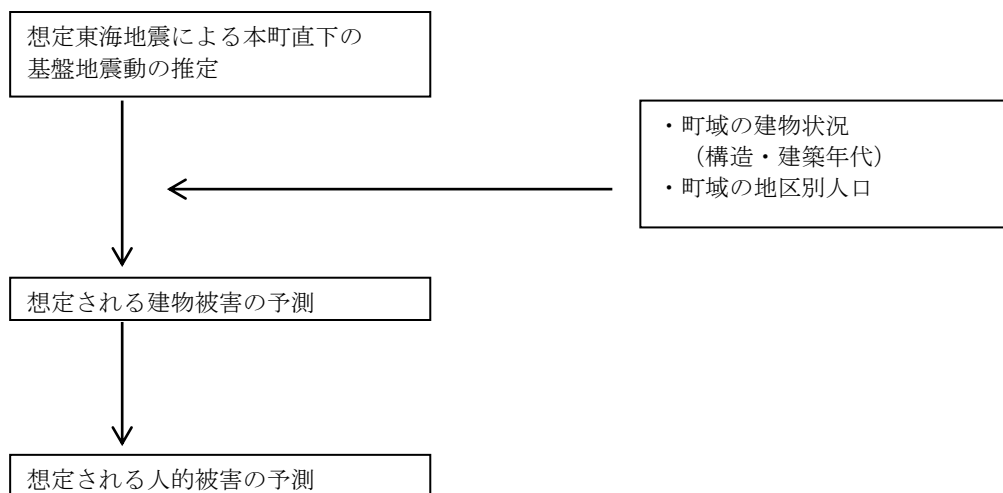 想定東海地震による本町直下の
基盤地震動の推定
・町域の建物状況
（構造・建築年代）
・町域の地区別人口
想定される建物被害の予測
想定される人的被害の予測